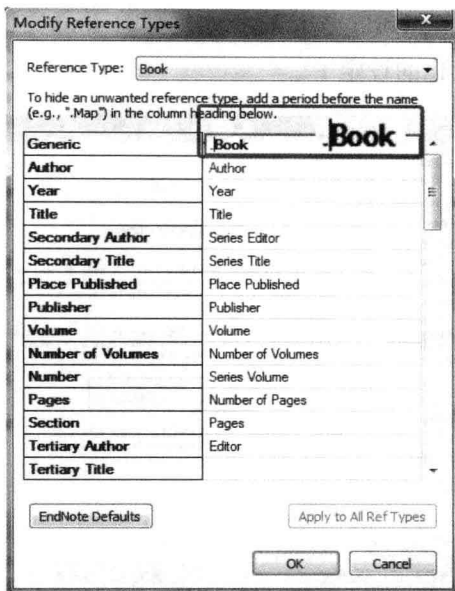 Modify Reference Types
x
Reference Type: Book
To hide an unwanted reference type, add a period before the name
(e.g., ".Map") in the column heading below.
Generic .Book .Book
Author Author
Year Year
Title Title
Secondary Author Series Editor
Secondary Title Series Title
Place Published Place Published
Publisher Publisher
Volume Volume
Number of Volumes Number of Volumes
Number Series Volume
Pages Number of Pages
Section Pages
Tertiary Author Editor
Tertiary Title
EndNote Defaults Apply to All Ref Types
OK Cancel